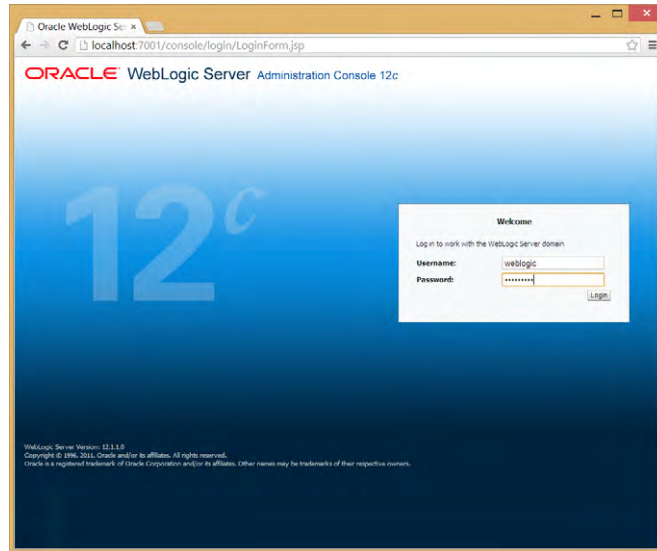 Oracle WebLogic Se
localhost:7001/console/login/LoginForm.jsp
ORACLE WebLogic Server Administration Console 12c
12c
Welcome
Log in to work with the WebLogic Server domain
Username: weblogic
Password: •••••••••
Login
WebLogic Server Version: 12.1.1.0
Copyright © 1996, 2011, Oracle and/or its affiliates. All rights reserved.
Oracle is a registered trademark of Oracle Corporation and/or its affiliates. Other names may be trademarks of their respective owners.